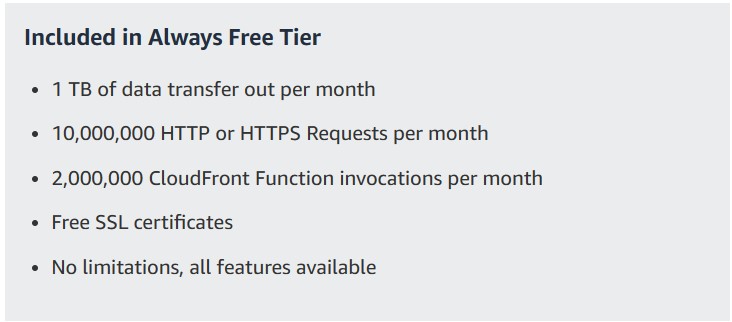 Included in Always Free Tier
• 1 TB of data transfer out per month
• 10,000,000 HTTP or HTTPS Requests per month
• 2,000,000 CloudFront Function invocations per month
• Free SSL certificates
• No limitations, all features available